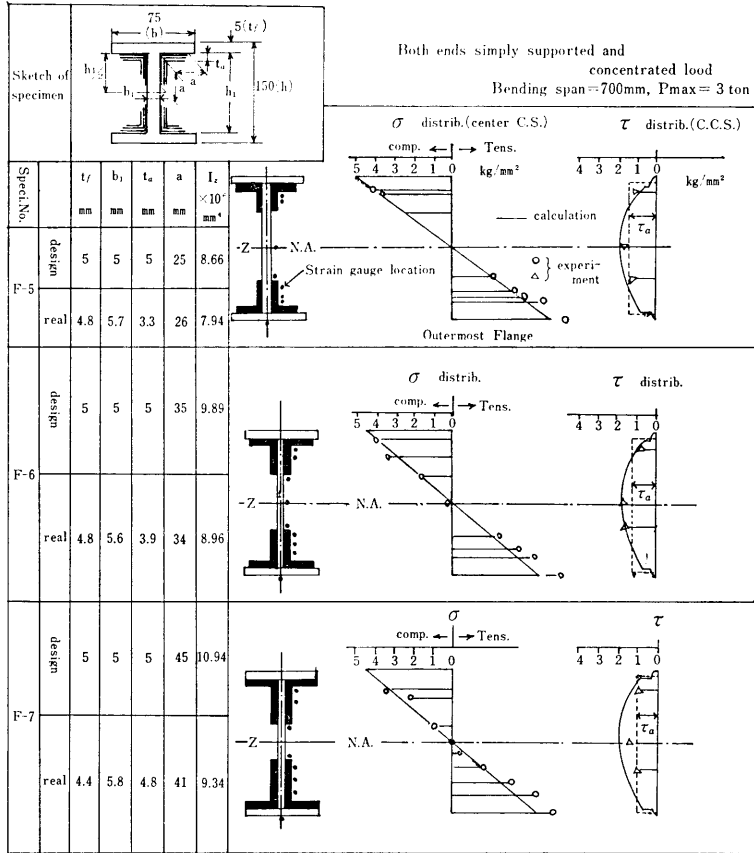 Sketch of specimen
75
(b)
5(tf)
ta
h1/2
b1
a
a
h1
150(h)
Both ends simply supported and
concentrated lood
Bending span=700mm, Pmax= 3 ton
σ distrib.(center C.S.)
τ distrib.(C.C.S.)
comp. ← → Tens.
5 4 3 2 1 0 kg/mm²
4 3 2 1 0
kg/mm²
Speci.No.
tf b1 ta a Iz
mm mm mm mm mm⁴
F-5
design 5 5 5 25 8.66
real 4.8 5.7 3.3 26 7.94
Z N.A.
Strain gauge location
calculation
experi-
ment
τa
Outermost Flange
F-6
design 5 5 5 35 9.89
real 4.8 5.6 3.9 34 8.96
Z N.A.
σ distrib.
τ distrib.
comp. ← → Tens.
5 4 3 2 1 0
4 3 2 1 0
τa
F-7
design 5 5 5 45 10.94
real 4.4 5.8 4.8 41 9.34
Z N.A.
σ
τ
comp. ← → Tens.
5 4 3 2 1 0
4 3 2 1 0
τa